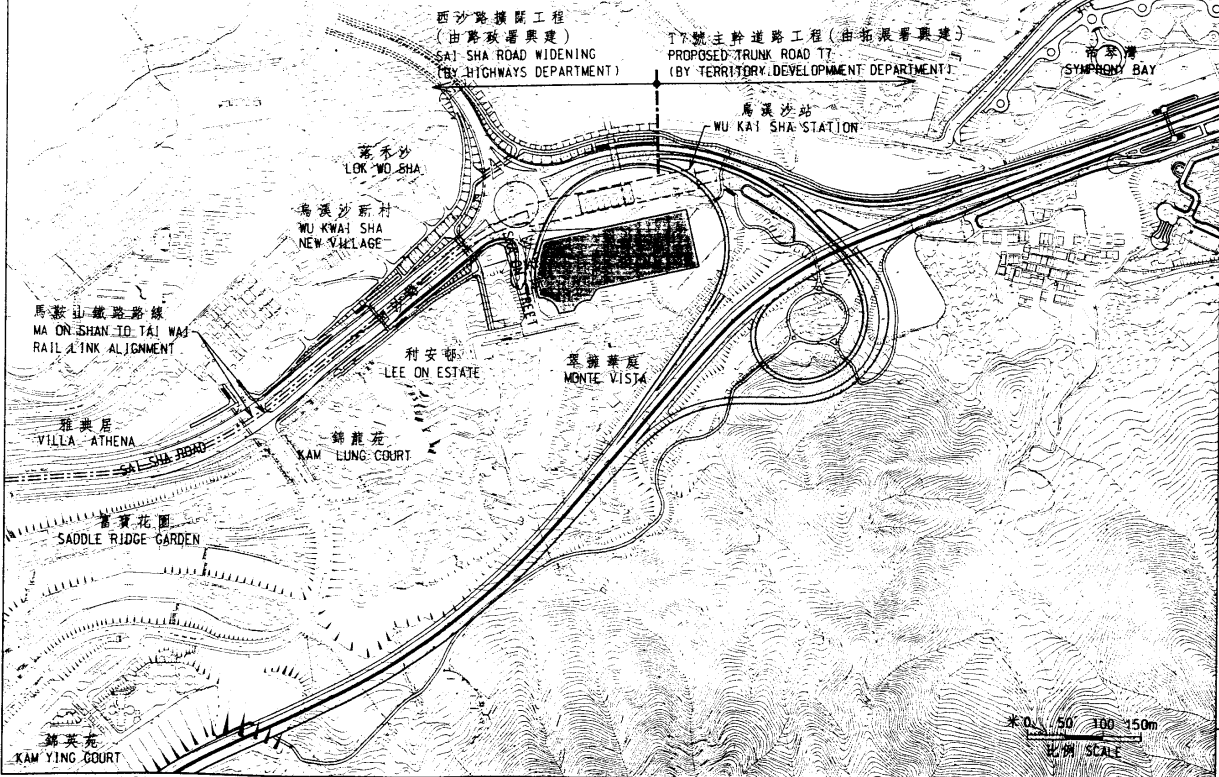 西沙路擴闊工程
(由路政署興建)
SAI SHA ROAD WIDENING
(BY HIGHWAYS DEPARTMENT)
T7號主幹道路工程(由拓展署興建)
PROPOSED TRUNK ROAD T7
(BY TERRITORY DEVELOPMMENT DEPARTMENT)
帝琴灣
SYMPHONY BAY
烏溪沙站
WU KAI SHA STATION
落禾沙
LOK WO SHA
烏溪沙新村
WU KWAI SHA
NEW VILLAGE
馬鞍山鐵路路線
MA ON SHAN TO TAI WAI
RAIL LINK ALIGNMENT
STREET
利安邨
LEE ON ESTATE
翠擁華庭
MONTE VISTA
雅典居
VILLA ATHENA
SAI SHA ROAD
錦龍苑
KAM LUNG COURT
富寶花園
SADDLE RIDGE GARDEN
錦英苑
KAM YING COURT
米 0 50 100 150m
比例 SCALE